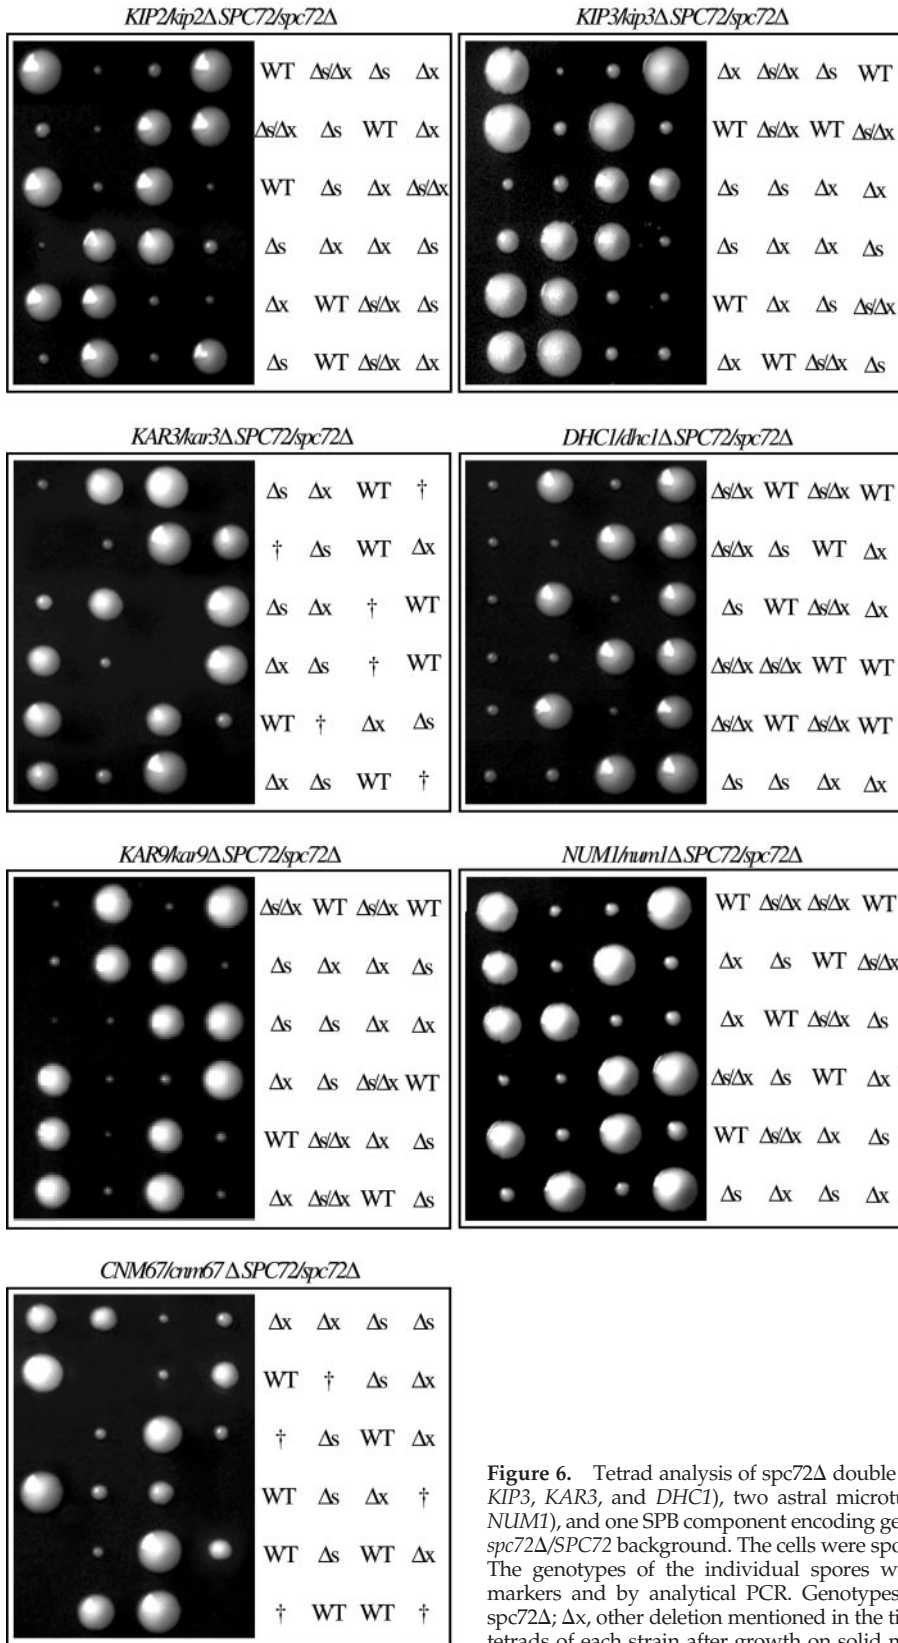 KIP2/kip2Δ SPC72/spc72Δ
WT Δs/Δx Δs Δx
Δs/Δx Δs WT Δx
WT Δs Δx Δs/Δx
Δs Δx Δx Δs
Δx WT Δs/Δx Δs
Δs WT Δs/Δx Δx
KIP3/kip3Δ SPC72/spc72Δ
Δx Δs/Δx Δs WT
WT Δs/Δx WT Δs/Δx
Δs Δs Δx Δx
Δs Δx Δx Δs
WT Δx Δs Δs/Δx
Δx WT Δs/Δx Δs
KAR3/kar3Δ SPC72/spc72Δ
Δs Δx WT †
† Δs WT Δx
Δs Δx † WT
Δx Δs † WT
WT † Δx Δs
Δx Δs WT †
DHC1/dhc1Δ SPC72/spc72Δ
Δs/Δx WT Δs/Δx WT
Δs/Δx Δs WT Δx
Δs WT Δs/Δx Δx
Δs/Δx Δs/Δx WT WT
Δs/Δx WT Δs/Δx WT
Δs Δs Δx Δx
KAR9/kar9Δ SPC72/spc72Δ
Δs/Δx WT Δs/Δx WT
Δs Δx Δx Δs
Δs Δs Δx Δx
Δx Δs Δs/Δx WT
WT Δs/Δx Δx Δs
Δx Δs/Δx WT Δs
NUM1/num1Δ SPC72/spc72Δ
WT Δs/Δx Δs/Δx WT
Δx Δs WT Δs/Δx
Δx WT Δs/Δx Δs
Δs/Δx Δs WT Δx
WT Δs/Δx Δx Δs
Δs Δx Δs Δx
CNM67/cnm67 Δ SPC72/spc72Δ
Δx Δx Δs Δs
WT † Δs Δx
† Δs WT Δx
WT Δs Δx †
WT Δs WT Δx
† WT WT †
Figure 6. Tetrad analysis of spc72Δ double
KIP3, KAR3, and DHC1), two astral microtu
NUM1), and one SPB component encoding ge
spc72Δ/SPC72 background. The cells were spo
The genotypes of the individual spores w
markers and by analytical PCR. Genotypes
spc72Δ; Δx, other deletion mentioned in the ti
tetrads of each strain after growth on solid m